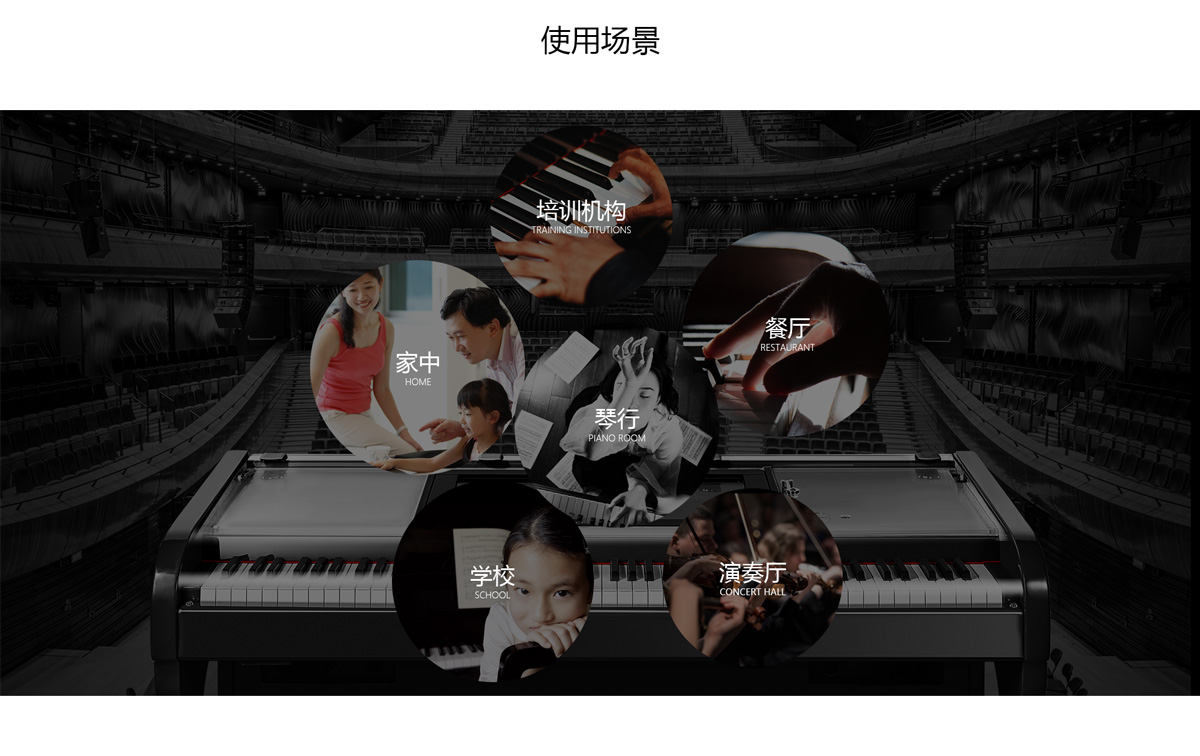 使用场景
培训机构
TRAINING INSTITUTIONS
餐厅
RESTAURANT
家中
HOME
琴行
PIANO ROOM
学校
SCHOOL
演奏厅
CONCERT HALL